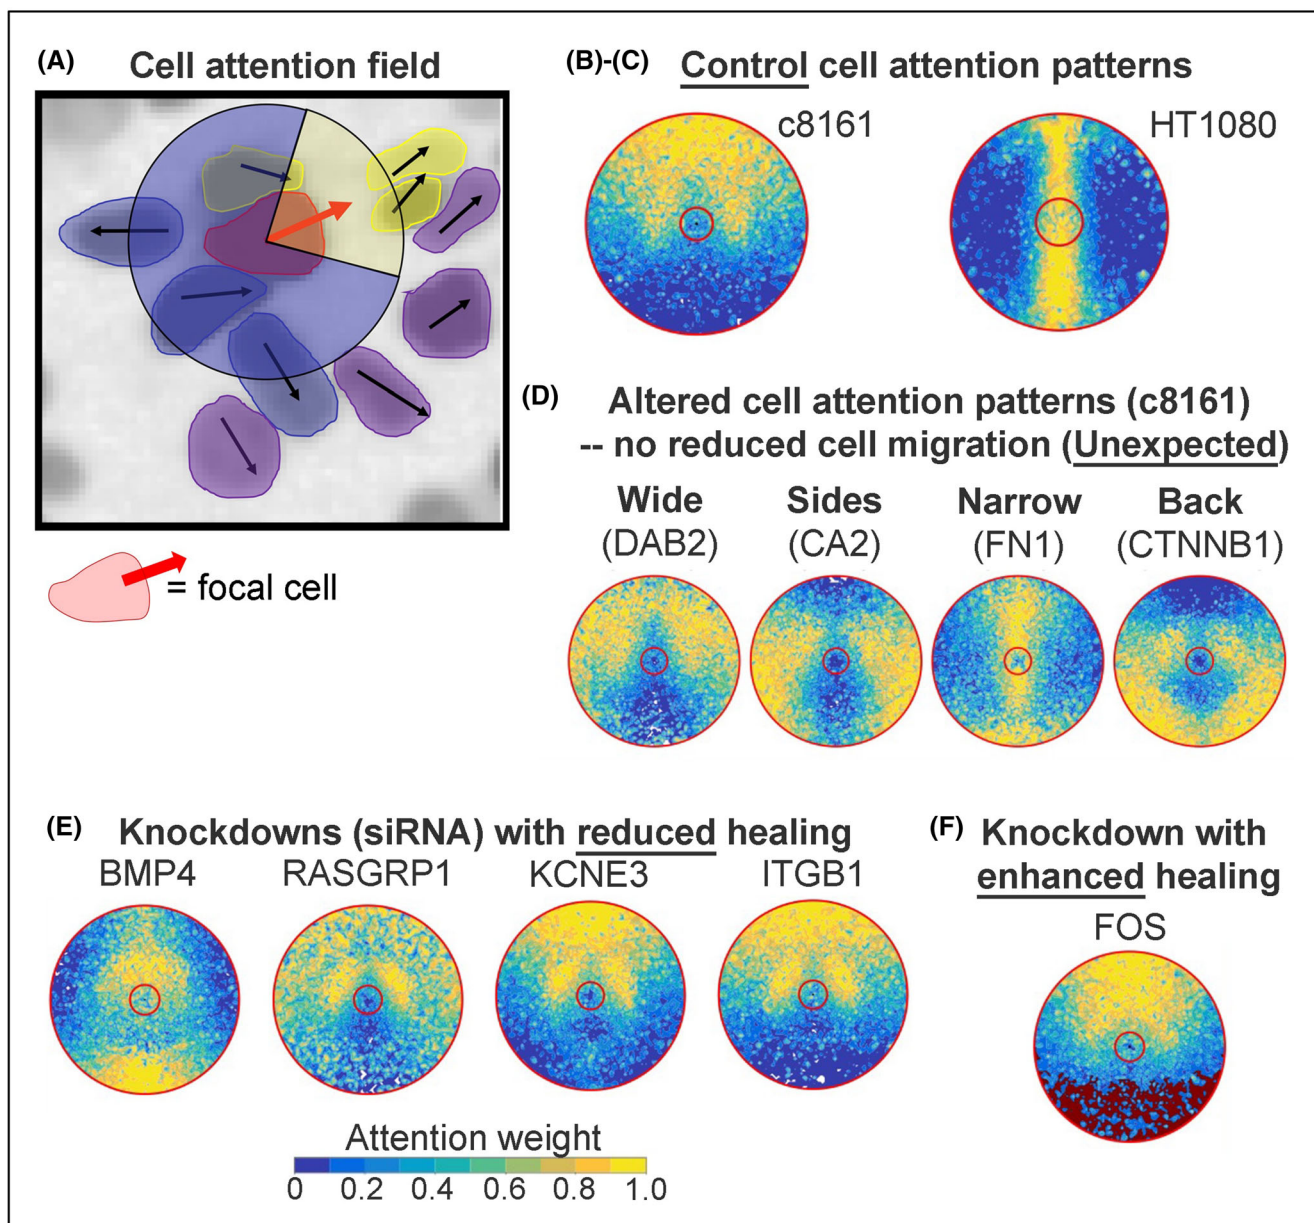 (A) Cell attention field
= focal cell
(B)-(C) Control cell attention patterns
c8161 HT1080
(D) Altered cell attention patterns (c8161)
-- no reduced cell migration (Unexpected)
Wide Sides Narrow Back
(DAB2) (CA2) (FN1) (CTNNB1)
(E) Knockdowns (siRNA) with reduced healing
BMP4 RASGRP1 KCNE3 ITGB1
Attention weight
0 0.2 0.4 0.6 0.8 1.0
(F) Knockdown with
enhanced healing
FOS